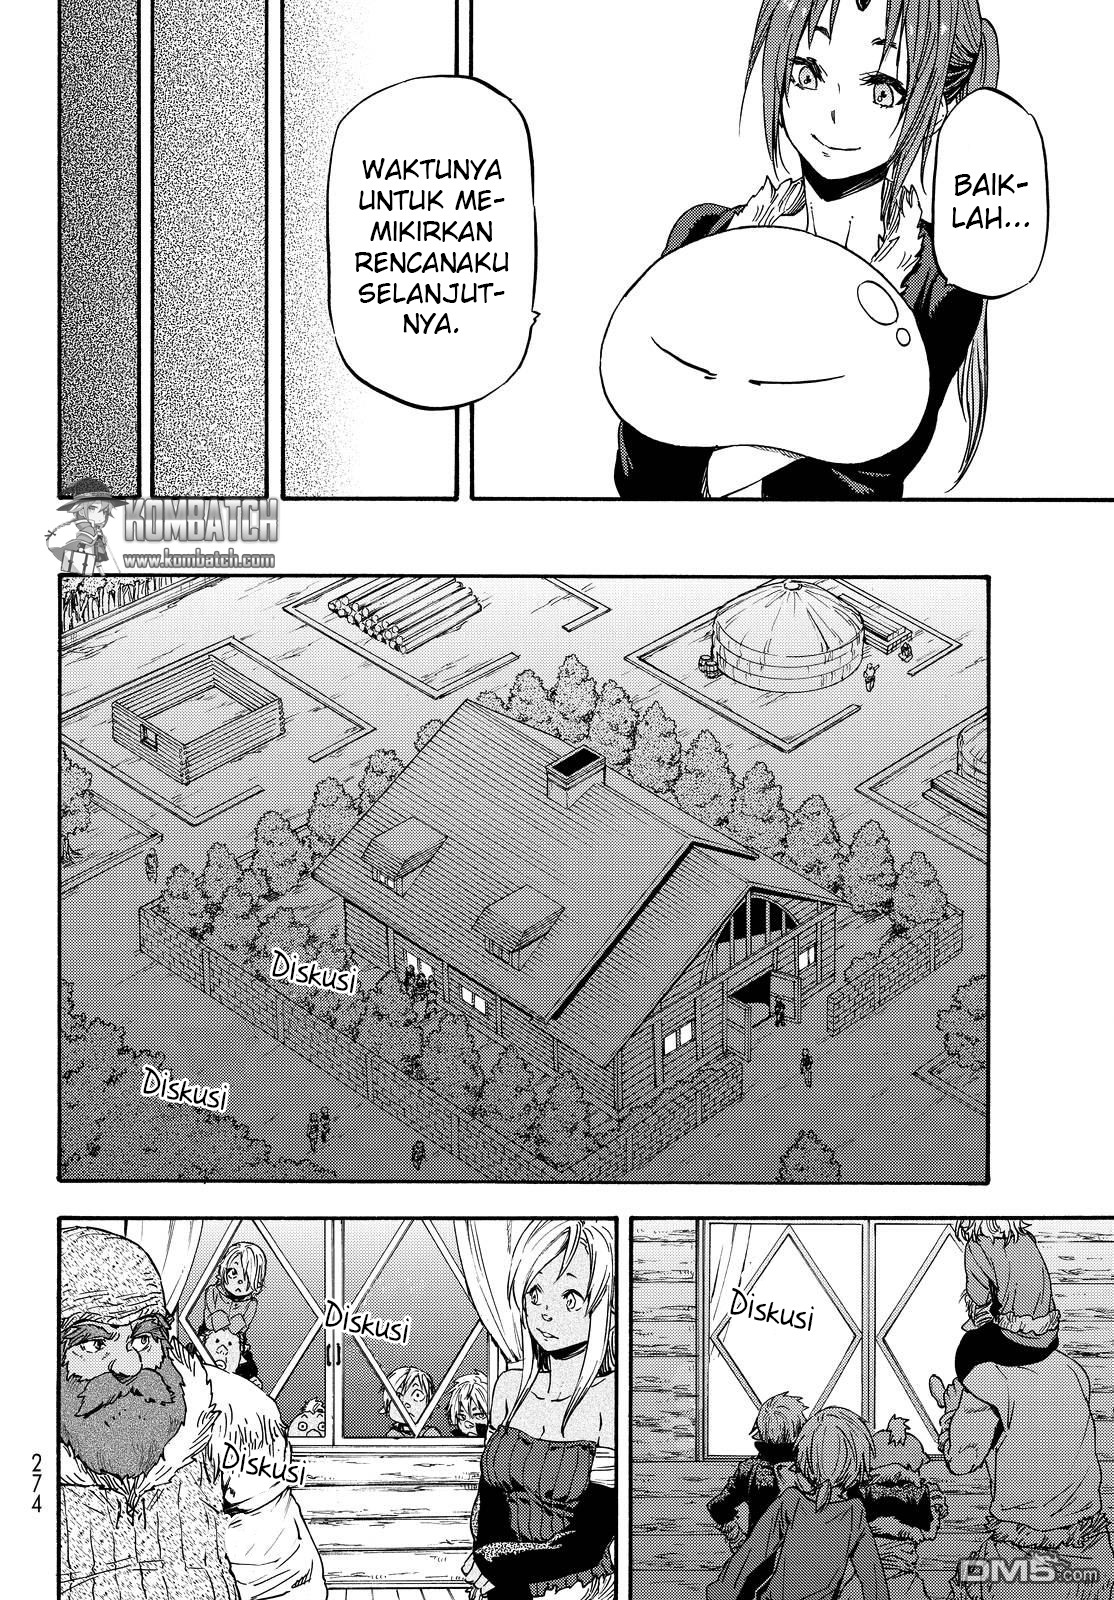 BAIK-
LAH...
WAKTUNYA
UNTUK ME-
MIKIRKAN
RENCANAKU
SELANJUT-
NYA.
KOMBATCH
www.kombatch.com
Diskusi
Diskusi
Diskusi
Diskusi
Diskusi
274
DM5.com